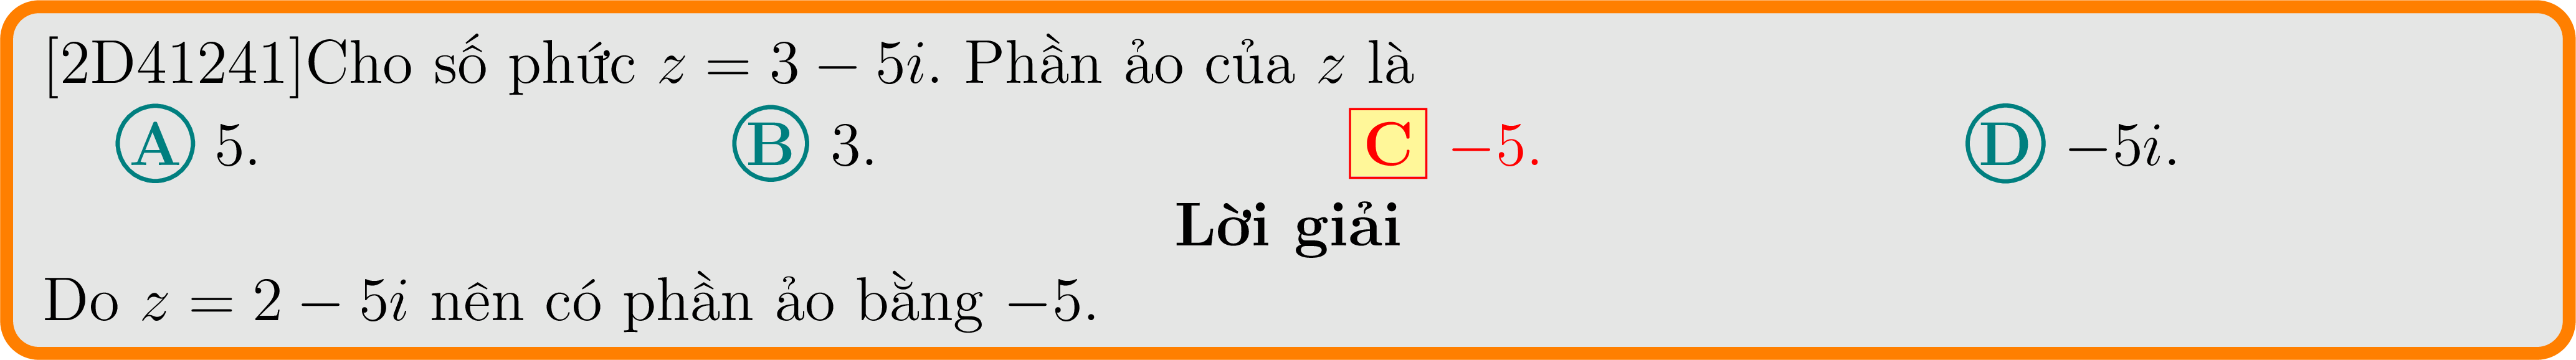 [2D41241]Cho số phức z = 3 − 5i. Phần ảo của z là
A 5. B 3. C −5. D −5i.
Lời giải
Do z = 2 − 5i nên có phần ảo bằng −5.